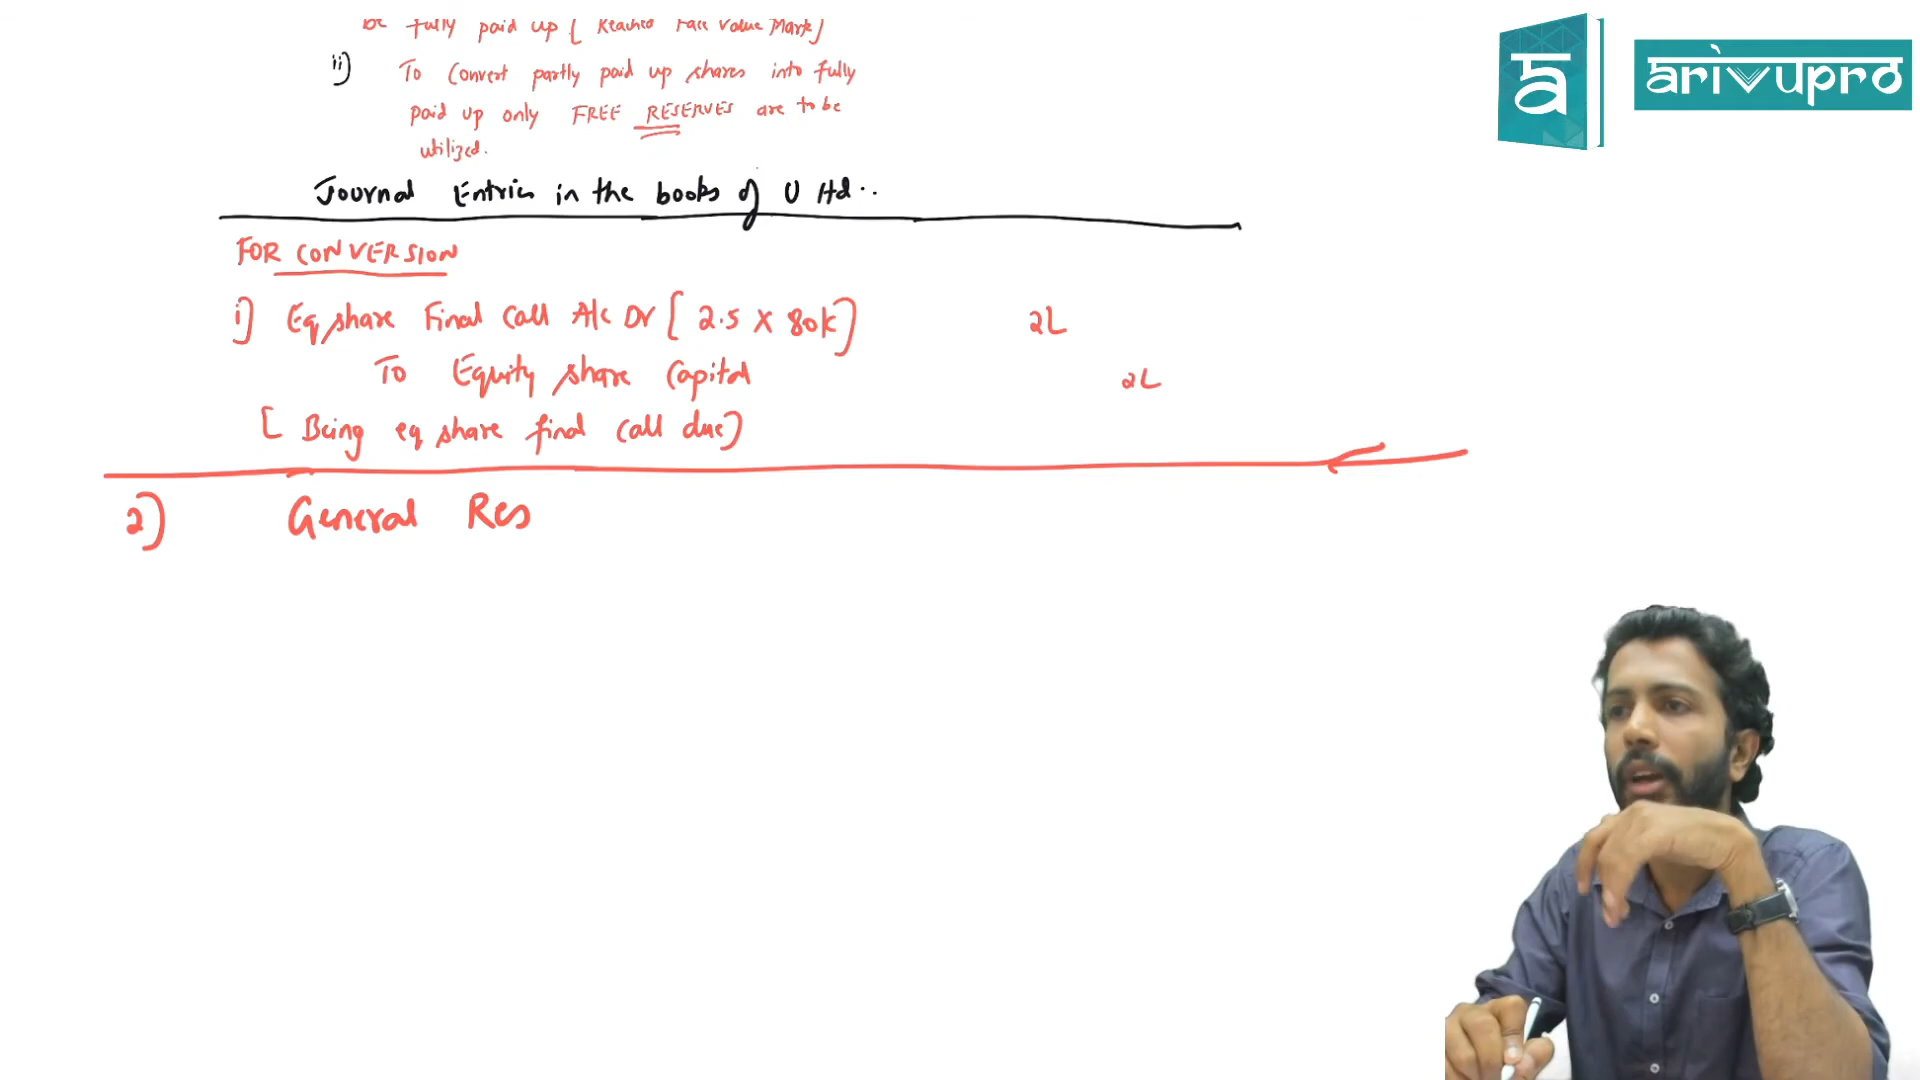 be fully paid up [ Reached Face Value Mark]
ii) To Convert partly paid up shares into fully
paid up only FREE RESERVES are to be
utilized.
Journal Entries in the books of U Ltd..
FOR CONVERSION
i] Eq share Final Call A/c Dr [ 2.5 X 80K] 2L
To Equity share Capital 2L
[ Being eq share final call due]
2) General Res
arivupro